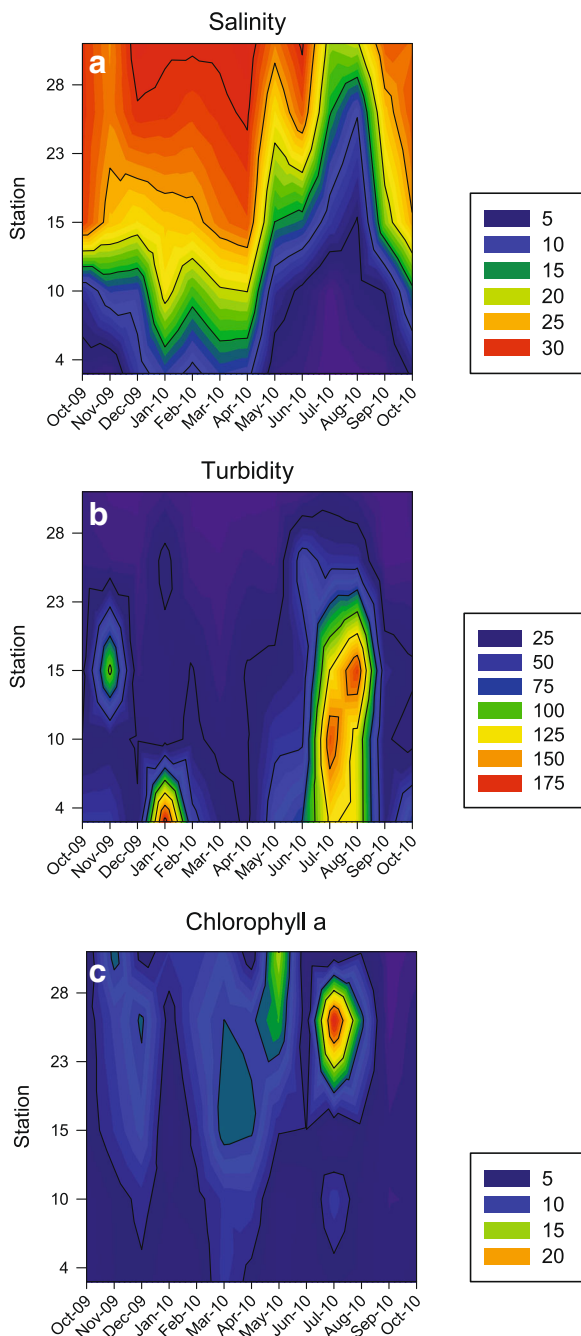 Salinity
a
28
23
15
10
4
Station
Oct-09
Nov-09
Dec-09
Jan-10
Feb-10
Mar-10
Apr-10
May-10
Jun-10
Jul-10
Aug-10
Sep-10
Oct-10
5
10
15
20
25
30
Turbidity
b
28
23
15
10
4
Station
Oct-09
Nov-09
Dec-09
Jan-10
Feb-10
Mar-10
Apr-10
May-10
Jun-10
Jul-10
Aug-10
Sep-10
Oct-10
25
50
75
100
125
150
175
Chlorophyll a
c
28
23
15
10
4
Station
Oct-09
Nov-09
Dec-09
Jan-10
Feb-10
Mar-10
Apr-10
May-10
Jun-10
Jul-10
Aug-10
Sep-10
Oct-10
5
10
15
20